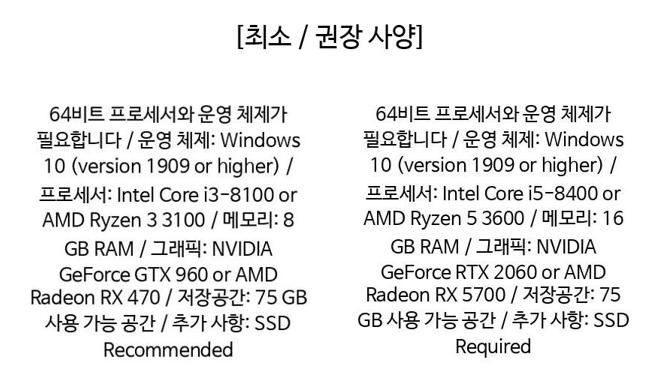 [최소 / 권장 사양]
64비트 프로세서와 운영 체제가
필요합니다 / 운영 체제: Windows
10 (version 1909 or higher) /
프로세서: Intel Core i3-8100 or
AMD Ryzen 3 3100 / 메모리: 8
GB RAM / 그래픽: NVIDIA
GeForce GTX 960 or AMD
Radeon RX 470 / 저장공간: 75 GB
사용 가능 공간 / 추가 사항: SSD
Recommended
64비트 프로세서와 운영 체제가
필요합니다 / 운영 체제: Windows
10 (version 1909 or higher) /
프로세서: Intel Core i5-8400 or
AMD Ryzen 5 3600 / 메모리: 16
GB RAM / 그래픽: NVIDIA
GeForce RTX 2060 or AMD
Radeon RX 5700 / 저장공간: 75
GB 사용 가능 공간 / 추가 사항: SSD
Required